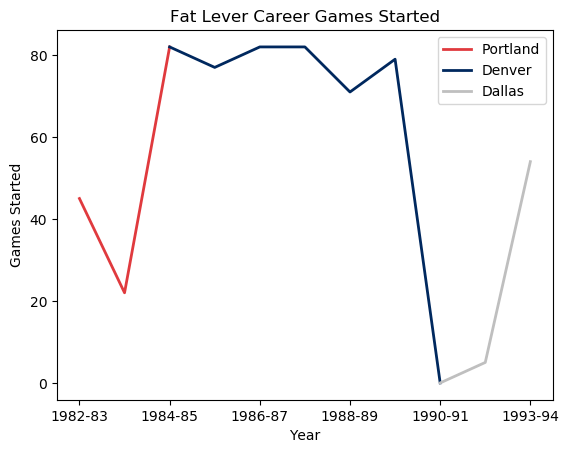 Fat Lever Career Games Started
Portland
Denver
Dallas
80
60
40
20
0
Games Started
1982-83
1984-85
1986-87
1988-89
1990-91
1993-94
Year